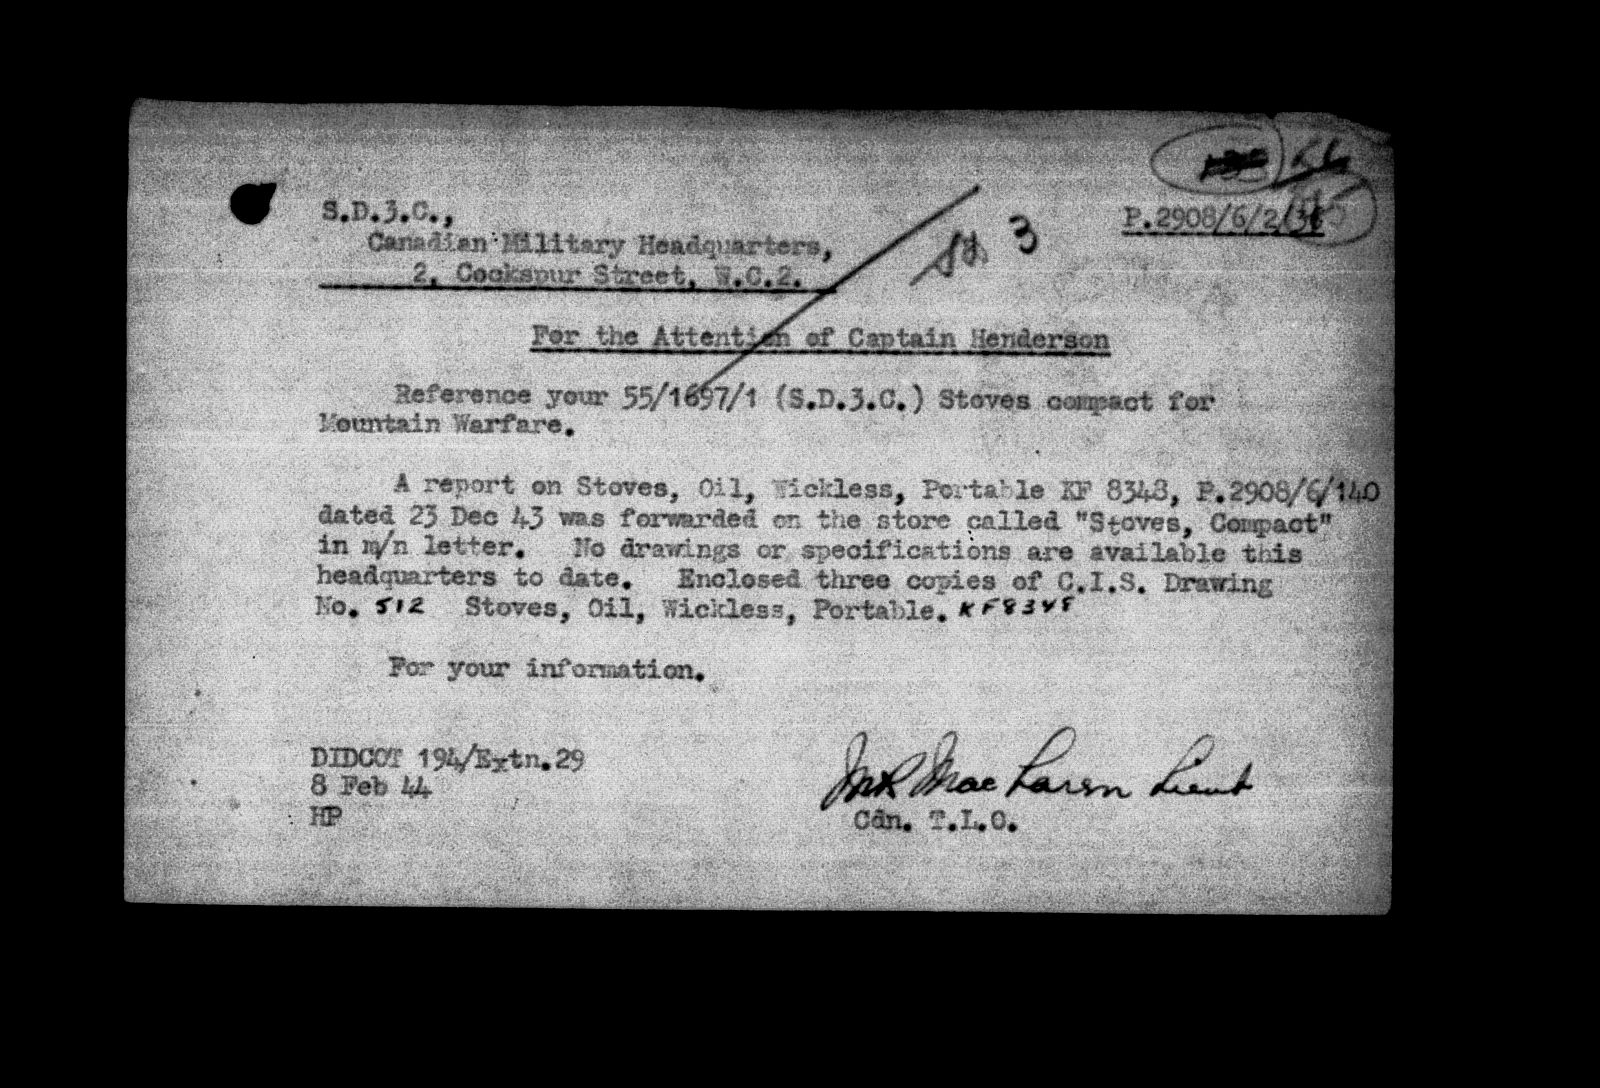 S.D.3.C.,
3
P.2908/6/2/
Canadian Military Headquarters,
2, Cockspur Street, W.C.2.
For the Attention of Captain Henderson
Reference your 55/1697/1 (S.D.3.C.) Stoves compact for
Mountain Warfare.
A report on Stoves, Oil, Wickless, Portable KF 8348, P.2908/6/140
dated 23 Dec 43 was forwarded on the store called "Stoves, Compact"
in m/n letter. No drawings or specifications are available this
headquarters to date. Enclosed three copies of C.I.S. Drawing
No. 512 Stoves, Oil, Wickless, Portable. KF8348
For your information.
DIDCOT 194/Extn.29
8 Feb 44
HP
MacLaren Lieut
Cdn. T.L.O.